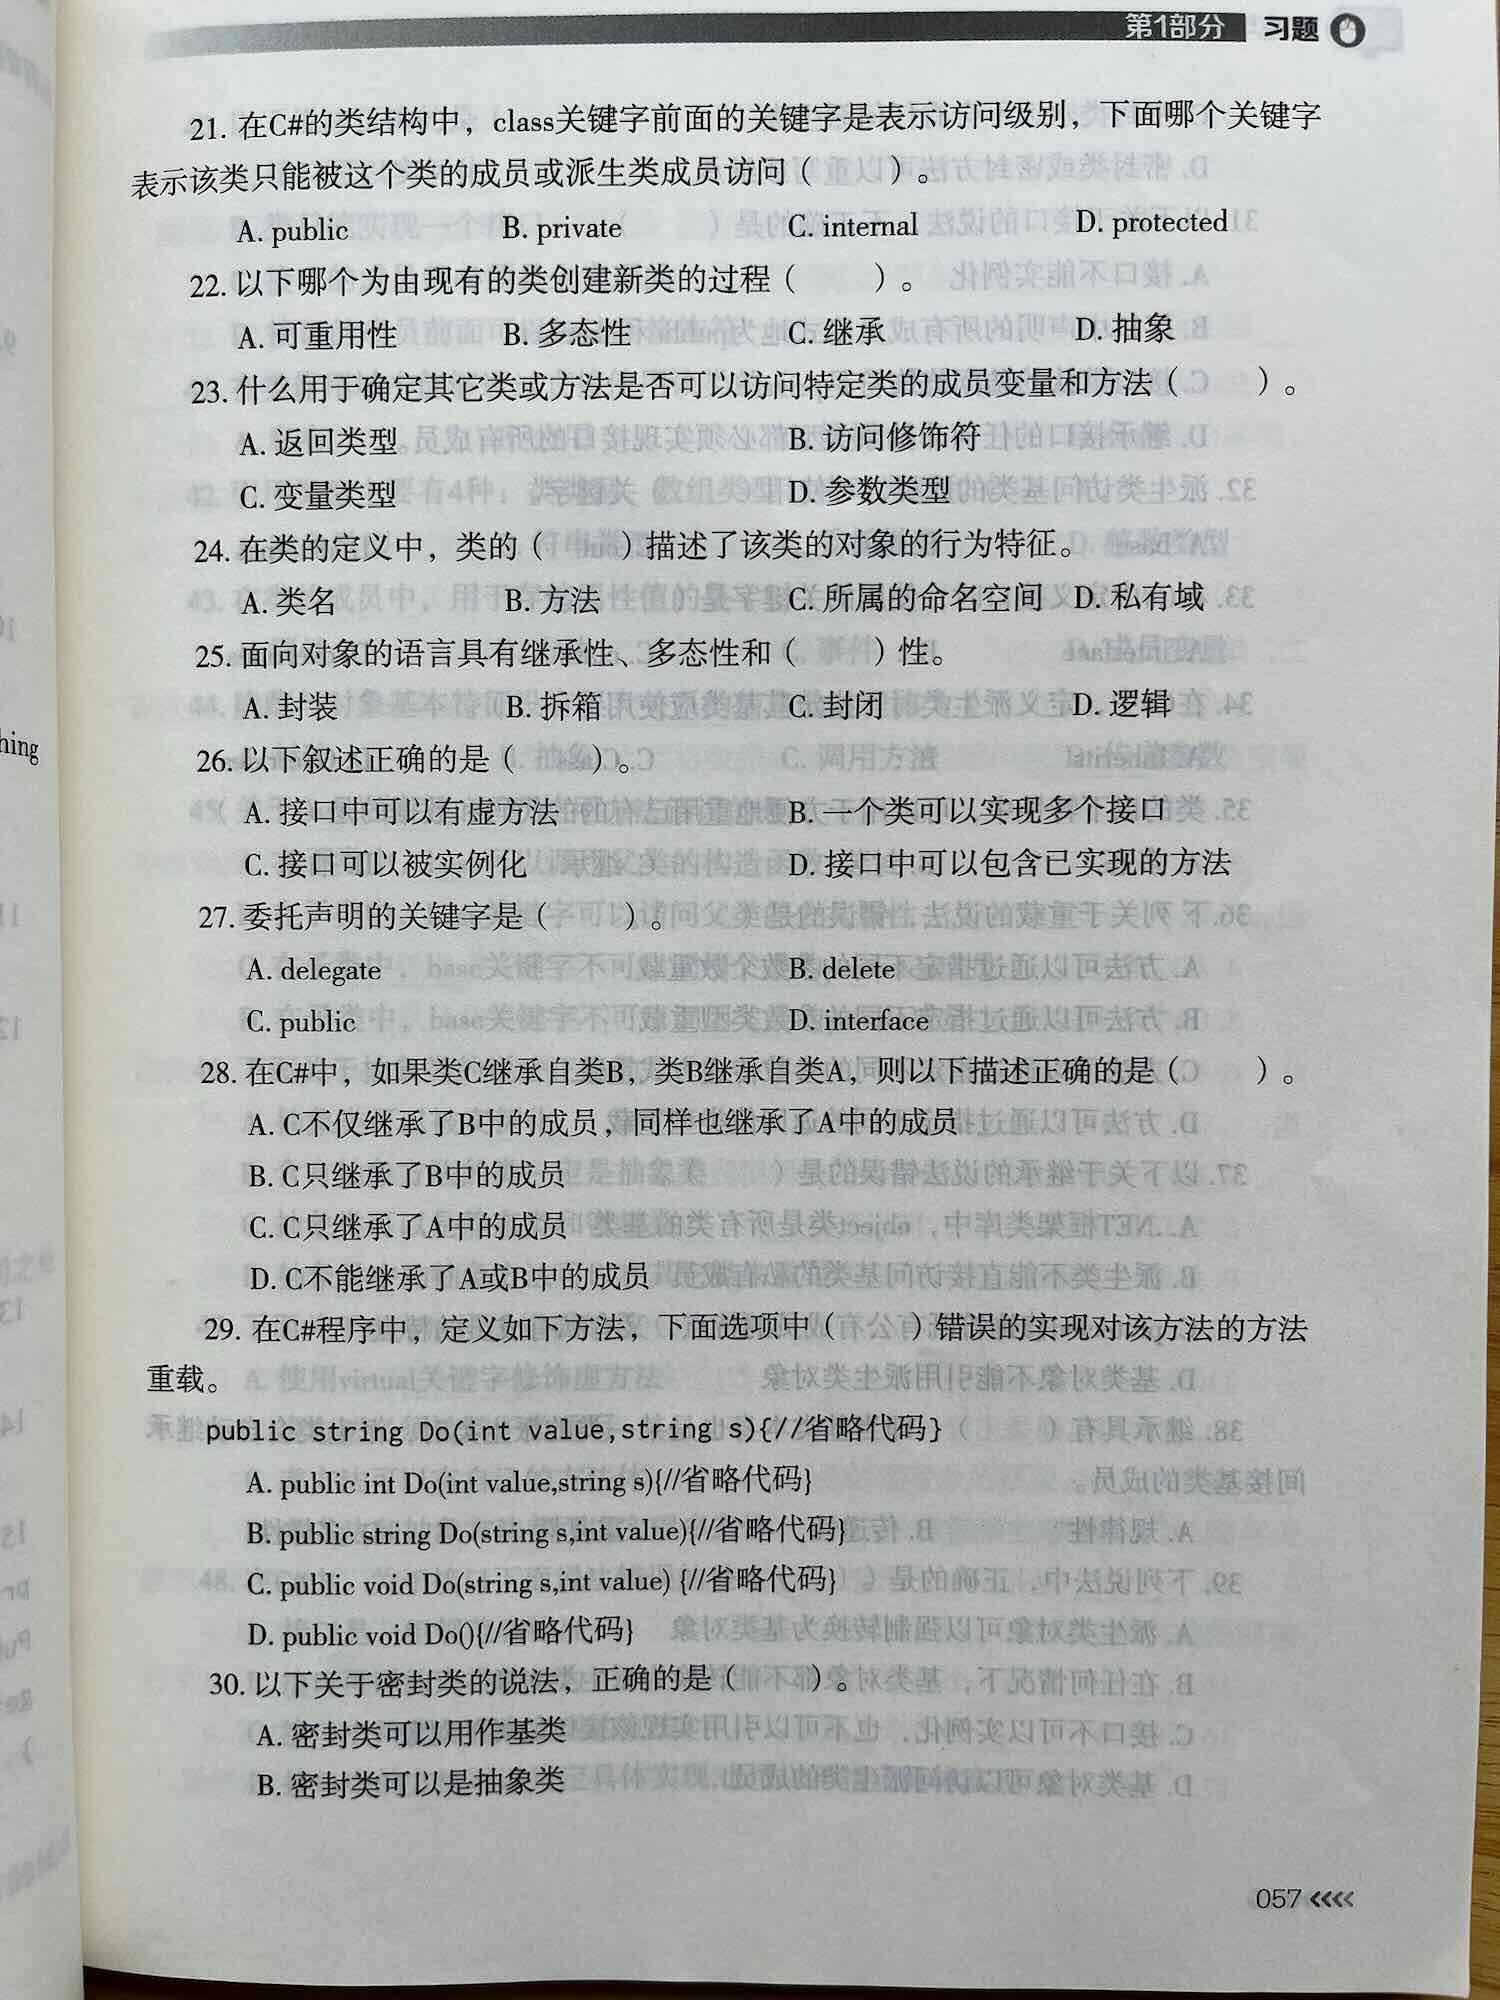 第1部分 习题
21. 在C#的类结构中，class关键字前面的关键字是表示访问级别，下面哪个关键字
表示该类只能被这个类的成员或派生类成员访问（ ）。
A. public B. private C. internal D. protected
22. 以下哪个为由现有的类创建新类的过程（ ）。
A. 可重用性 B. 多态性 C. 继承 D. 抽象
23. 什么用于确定其它类或方法是否可以访问特定类的成员变量和方法（ ）。
A. 返回类型 B. 访问修饰符
C. 变量类型 D. 参数类型
24. 在类的定义中，类的（ ）描述了该类的对象的行为特征。
A. 类名 B. 方法 C. 所属的命名空间 D. 私有域
25. 面向对象的语言具有继承性、多态性和（ ）性。
A. 封装 B. 拆箱 C. 封闭 D. 逻辑
26. 以下叙述正确的是（ ）。
A. 接口中可以有虚方法 B. 一个类可以实现多个接口
C. 接口可以被实例化 D. 接口中可以包含已实现的方法
27. 委托声明的关键字是（ ）。
A. delegate B. delete
C. public D. interface
28. 在C#中，如果类C继承自类B，类B继承自类A，则以下描述正确的是（ ）。
A. C不仅继承了B中的成员，同样也继承了A中的成员
B. C只继承了B中的成员
C. C只继承了A中的成员
D. C不能继承了A或B中的成员
29. 在C#程序中，定义如下方法，下面选项中（ ）错误的实现对该方法的方法
重载。
public string Do(int value,string s){//省略代码}
A. public int Do(int value,string s){//省略代码}
B. public string Do(string s,int value){//省略代码}
C. public void Do(string s,int value) {//省略代码}
D. public void Do(){//省略代码}
30. 以下关于密封类的说法，正确的是（ ）。
A. 密封类可以用作基类
B. 密封类可以是抽象类
057
hing